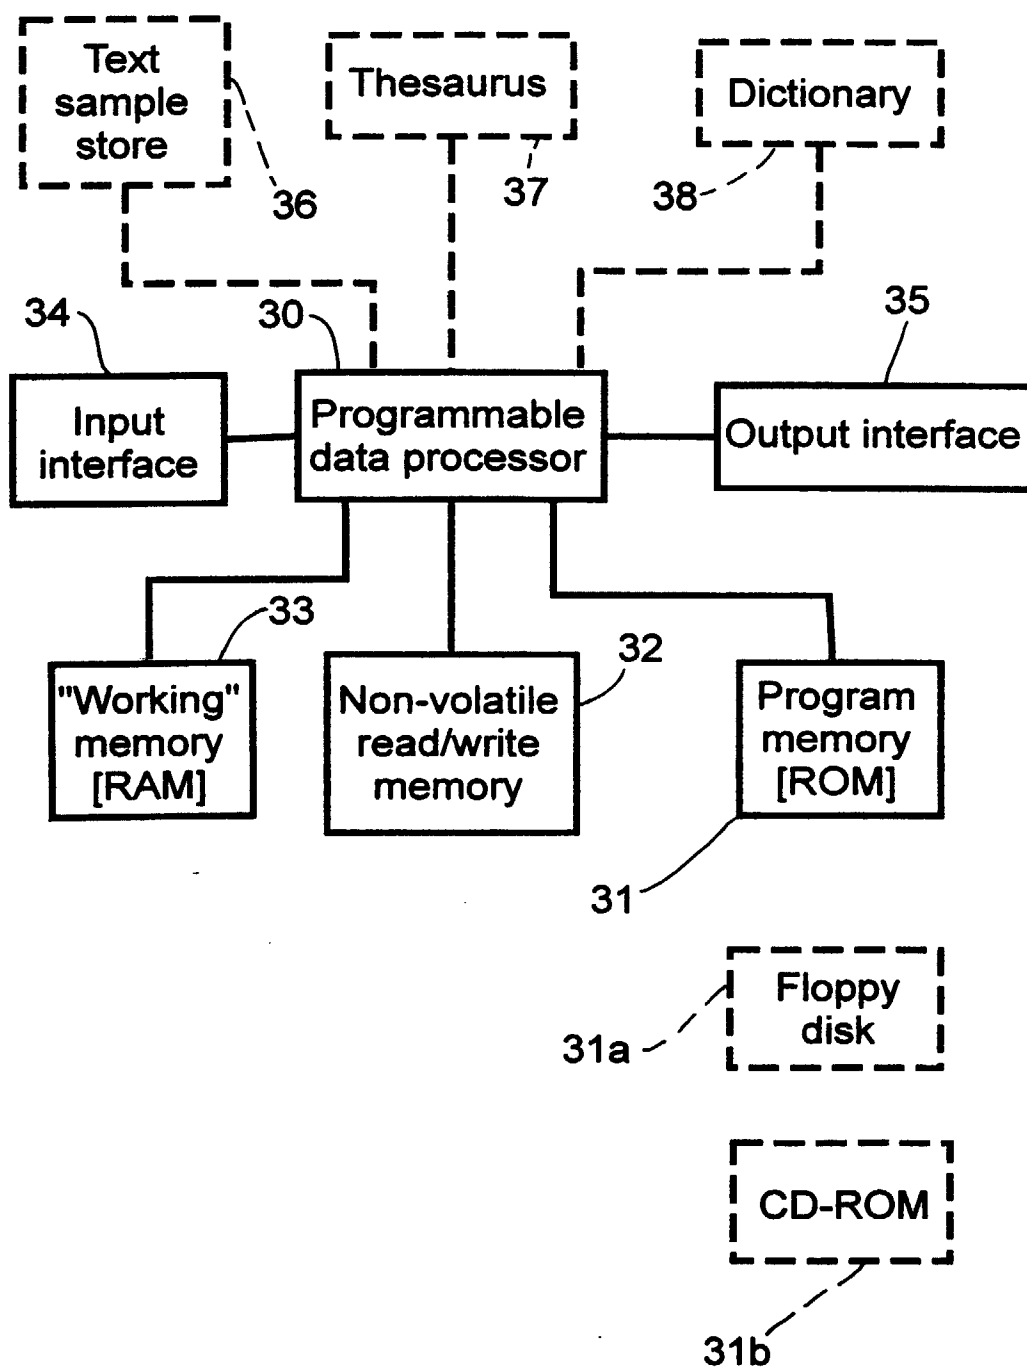 Text
sample
store
36
Thesaurus
37
Dictionary
38
34
Input
interface
30
Programmable
data processor
35
Output interface
33
"Working"
memory
[RAM]
32
Non-volatile
read/write
memory
Program
memory
[ROM]
31
Floppy
disk
31a
CD-ROM
31b